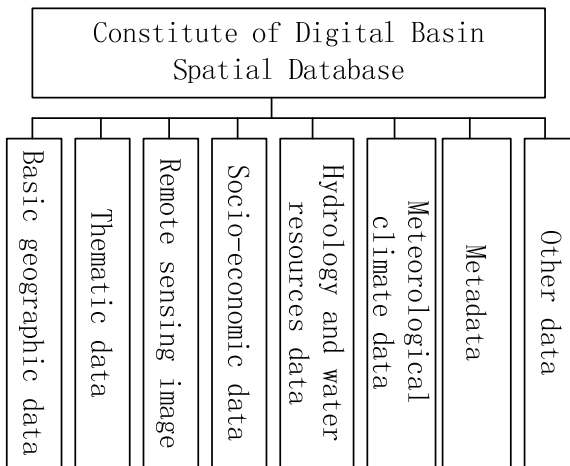 Constitute of Digital Basin
Spatial Database
Basic geographic data
Thematic data
Remote sensing image
Socio-economic data
Hydrology and water
resources data
Meteorological
climate data
Metadata
Other data